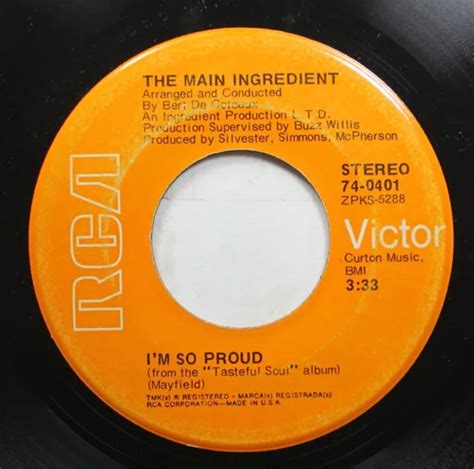 THE MAIN INGREDIENT
Arranged and Conducted
By Bert De Coteaux
An Ingredient Production L.T.D.
Production Supervised by Buzz Willis
Produced by Silvester, Simmons, McPherson
RCA
STEREO
74-0401
ZPKS-5288
Victor
Curton Music,
BMI
3:33
I'M SO PROUD
(from the "Tasteful Soul" album)
(Mayfield)
TMK(s) ® REGISTERED • MARCA(S) REGISTRADA(S)
RCA CORPORATION—MADE IN U.S.A.